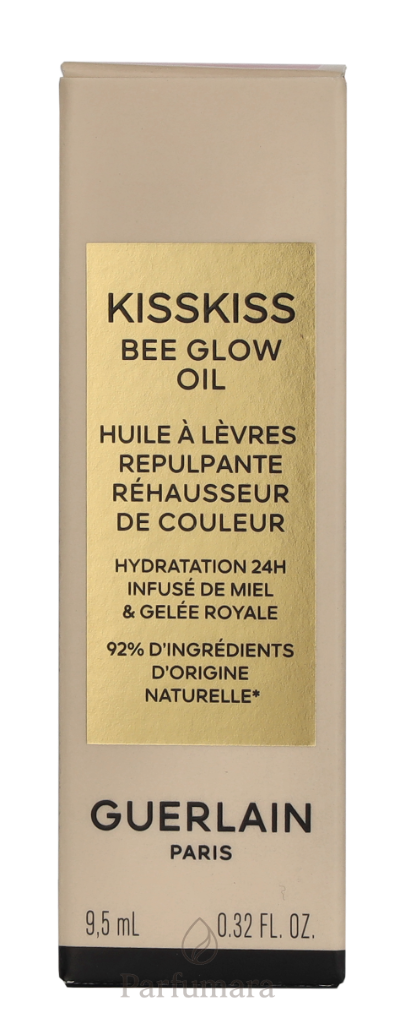 KISSKISS
BEE GLOW
OIL
HUILE À LÈVRES
REPULPANTE
RÉHAUSSEUR
DE COULEUR
HYDRATATION 24H
INFUSÉ DE MIEL
& GELÉE ROYALE
92% D'INGRÉDIENTS
D'ORIGINE
NATURELLE*
GUERLAIN
PARIS
9,5 mL 0.32 FL. OZ.
Parfumara